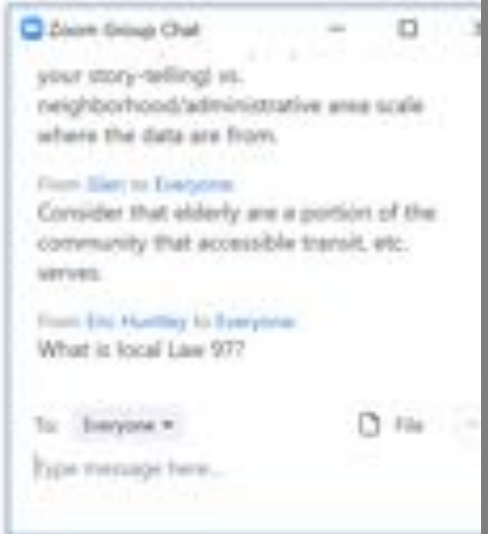 Zoom Group Chat
your story-telling) vs.
neighborhood/administrative area scale
where the data are from.
From Glen to Everyone
Consider that elderly are a portion of the
community that accessible transit, etc.
serves.
From Eric Huntley to Everyone:
What is local Law 97?
To: Everyone
File
Type message here...